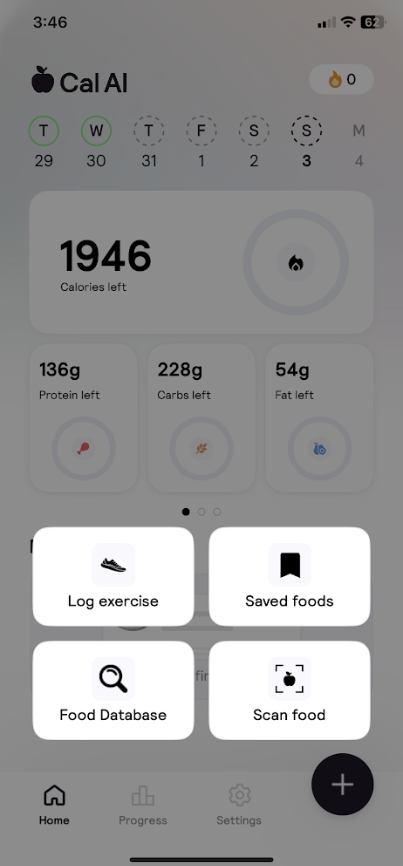 3:46
62
Cal AI
0
T W T F S S M
29 30 31 1 2 3 4
1946
Calories left
136g 228g 54g
Protein left Carbs left Fat left
Log exercise Saved foods
Food Database Scan food
Home Progress Settings